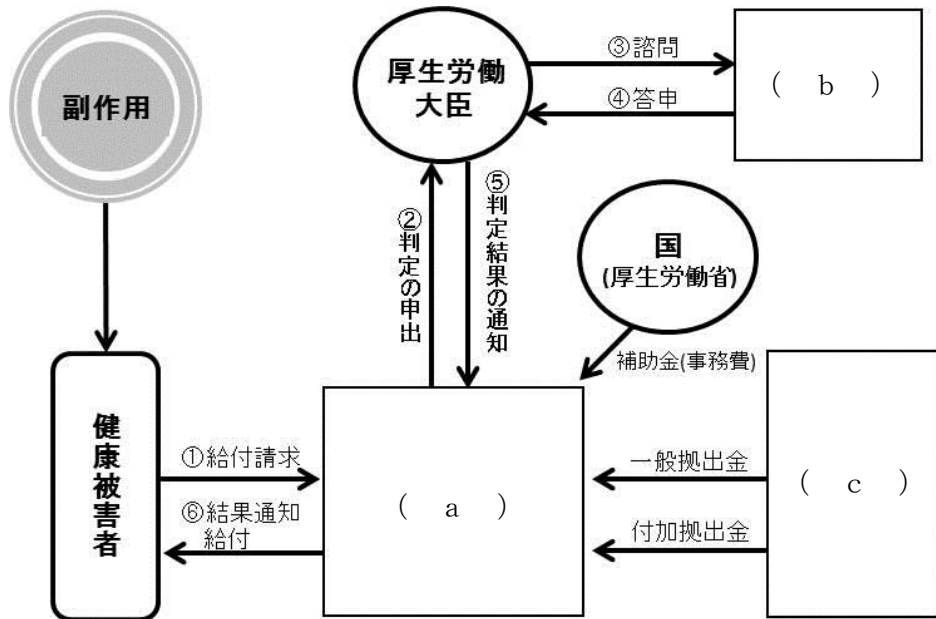 副作用
厚生労働
大臣
③諮問
④答申
( b )
②判定の申出
⑤判定結果の通知
国
(厚生労働省)
補助金(事務費)
健康被害者
①給付請求
⑥結果通知
給付
( a )
一般拠出金
付加拠出金
( c )